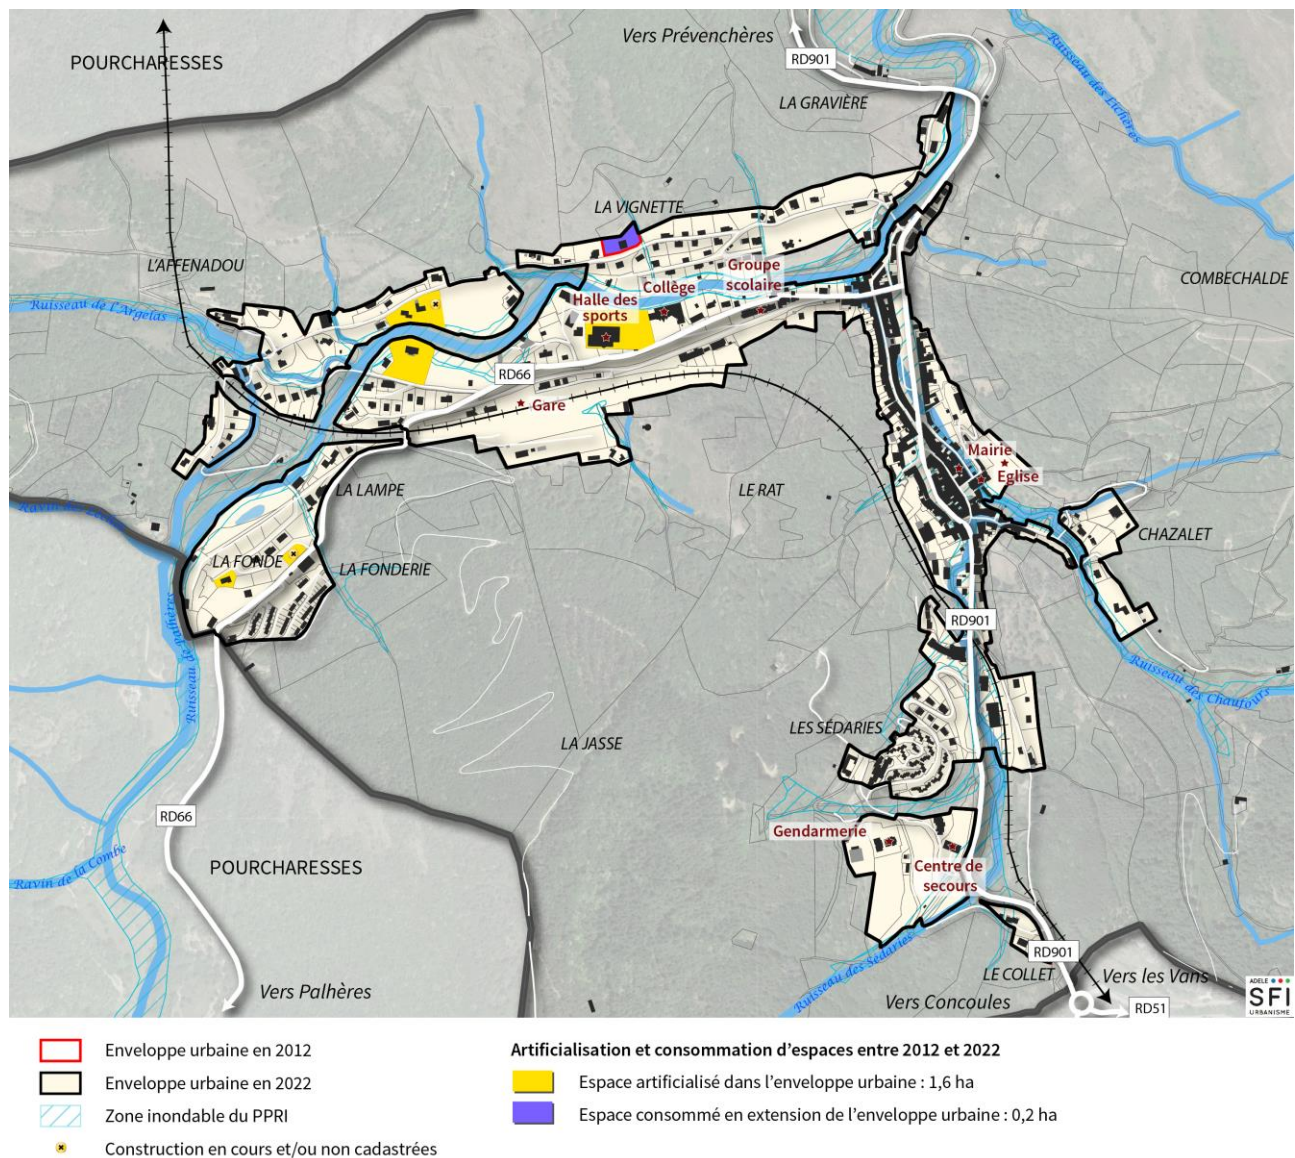 Vers Prévenchères
POURCHARESSES
RD901
LA GRAVIÈRE
Ruisseau des Lichères
LA VIGNETTE
L'AFFENADOU
Groupe
scolaire
COMBECHALDE
Collège
Halle des
sports
Ruisseau de l'Argelas
RD66
Gare
Mairie
Eglise
LA LAMPE
LE RAT
CHAZALET
LA FONDE
LA FONDERIE
RD901
Ruisseau de Palhères
Ruisseau des Chaufours
LES SÉDARIES
LA JASSE
RD66
Gendarmerie
Ravin de la Combe
POURCHARESSES
Centre de
secours
Ruisseau des Sédaries
RD901
LE COLLET
Vers les Vans
Vers Palhères
Vers Concoules
RD51
ADELE
SFI
URBANISME
Enveloppe urbaine en 2012
Enveloppe urbaine en 2022
Zone inondable du PPRI
Construction en cours et/ou non cadastrées
Artificialisation et consommation d'espaces entre 2012 et 2022
Espace artificialisé dans l'enveloppe urbaine : 1,6 ha
Espace consommé en extension de l'enveloppe urbaine : 0,2 ha